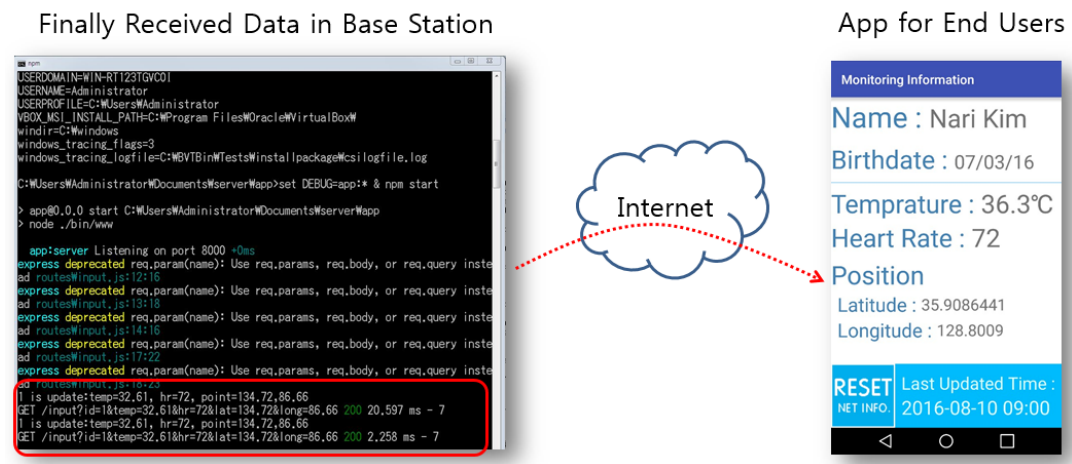 Finally Received Data in Base Station
App for End Users
npm
USERDOMAIN=WIN-RT123TGVCOI
USERNAME=Administrator
USERPROFILE=C:₩Users₩Administrator
VBOX_MSI_INSTALL_PATH=C:₩Program Files₩Oracle₩VirtualBox₩
windir=C:₩windows
windows_tracing_flags=3
windows_tracing_logfile=C:₩BVTBin₩Tests₩installpackage₩csilogfile.log
C:₩Users₩Administrator₩Documents₩server₩app>set DEBUG=app:* & npm start
> app@0.0.0 start C:₩Users₩Administrator₩Documents₩server₩app
> node ./bin/www
app:server Listening on port 8000 +0ms
express deprecated req.param(name): Use req.params, req.body, or req.query inste
ad routes₩input.js:12:16
express deprecated req.param(name): Use req.params, req.body, or req.query inste
ad routes₩input.js:13:18
express deprecated req.param(name): Use req.params, req.body, or req.query inste
ad routes₩input.js:14:16
express deprecated req.param(name): Use req.params, req.body, or req.query inste
ad routes₩input.js:17:22
express deprecated req.param(name): Use req.params, req.body, or req.query inste
ad routes₩input.js:18:23
1 is update:temp=32.61, hr=72, point=134.72,86.66
GET /input?id=1&temp=32.61&hr=72&lat=134.72&long=86.66 200 20.597 ms - 7
1 is update:temp=32.61, hr=72, point=134.72,86.66
GET /input?id=1&temp=32.61&hr=72&lat=134.72&long=86.66 200 2.258 ms - 7
Internet
Monitoring Information
Name : Nari Kim
Birthdate : 07/03/16
Temprature : 36.3℃
Heart Rate : 72
Position
Latitude : 35.9086441
Longitude : 128.8009
RESET
NET INFO.
Last Updated Time :
2016-08-10 09:00